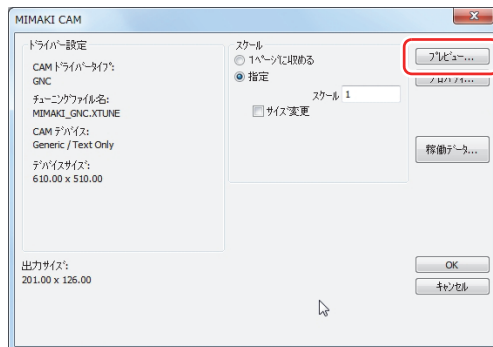 MIMAKI CAM
ドライバー設定
CAM ドライバータイプ:
GNC
チューニングファイル名:
MIMAKI_GNC.XTUNE
CAM デバイス:
Generic / Text Only
デバイスサイズ:
610.00 x 510.00
出力サイズ:
201.00 x 126.00
スケール
1ページに収める
指定
スケール 1
サイズ変更
プレビュー...
プロパティ...
稼働データ...
OK
キャンセル